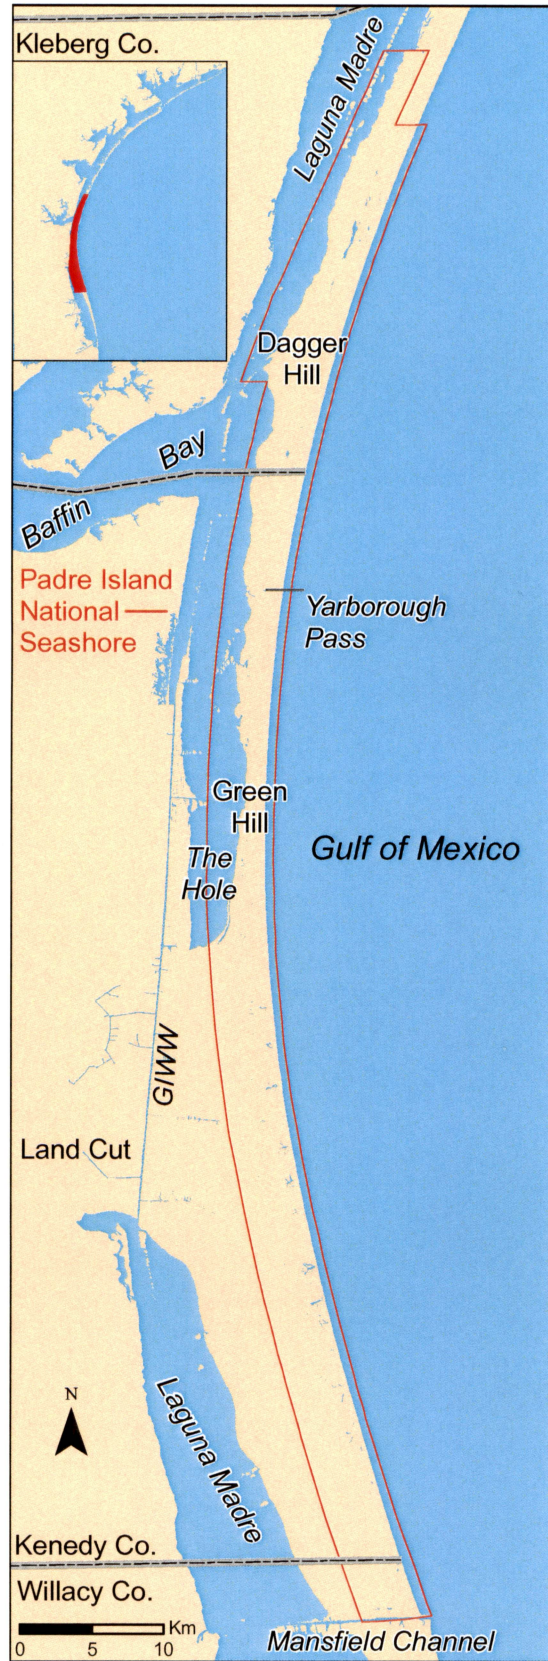 Kleberg Co.
Laguna Madre
Dagger
Hill
Bay
Baffin
Padre Island
National
Seashore
Yarborough
Pass
Green
Hill
The
Hole
Gulf of Mexico
GIWW
Land Cut
N
Laguna Madre
Kenedy Co.
Willacy Co.
Km
0 5 10
Mansfield Channel